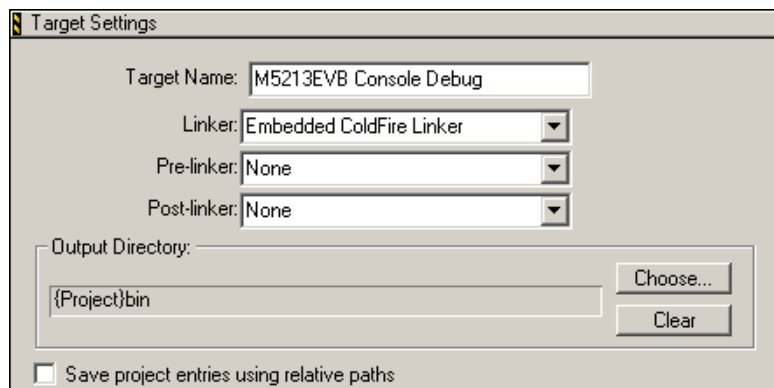 Target Settings
Target Name: M5213EVB Console Debug
Linker: Embedded ColdFire Linker
Pre-linker: None
Post-linker: None
Output Directory:
Choose...
{Project}bin
Clear
Save project entries using relative paths